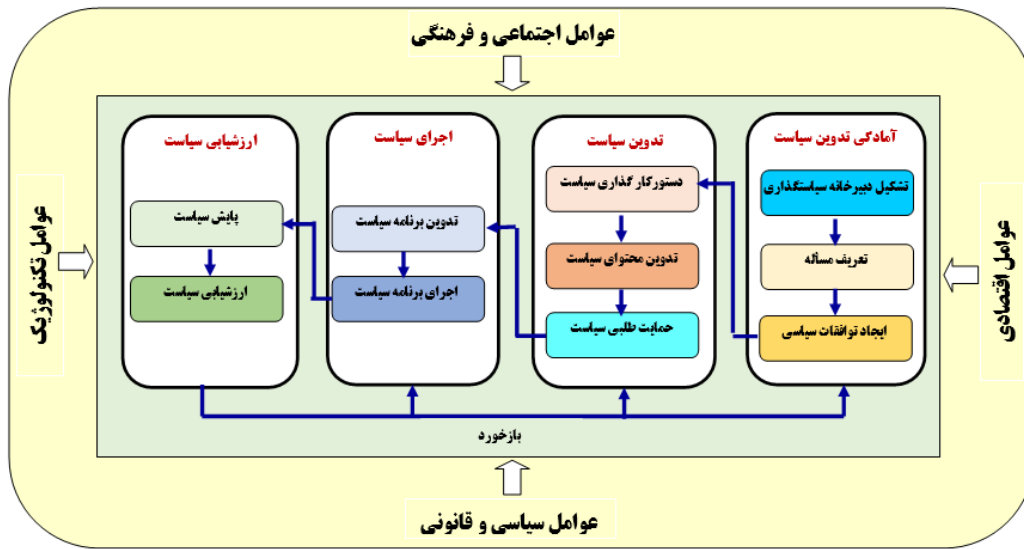 عوامل اجتماعی و فرهنگی
آمادگی تدوین سیاست
تشکیل دبیرخانه سیاستگذاری
تعریف مسأله
ایجاد توافقات سیاسی
تدوین سیاست
دستورکار گذاری سیاست
تدوین محتوای سیاست
حمایت طلبی سیاست
اجرای سیاست
تدوین برنامه سیاست
اجرای برنامه سیاست
ارزشیابی سیاست
پایش سیاست
ارزشیابی سیاست
بازخورد
عوامل اقتصادی
عوامل تکنولوژیک
عوامل سیاسی و قانونی